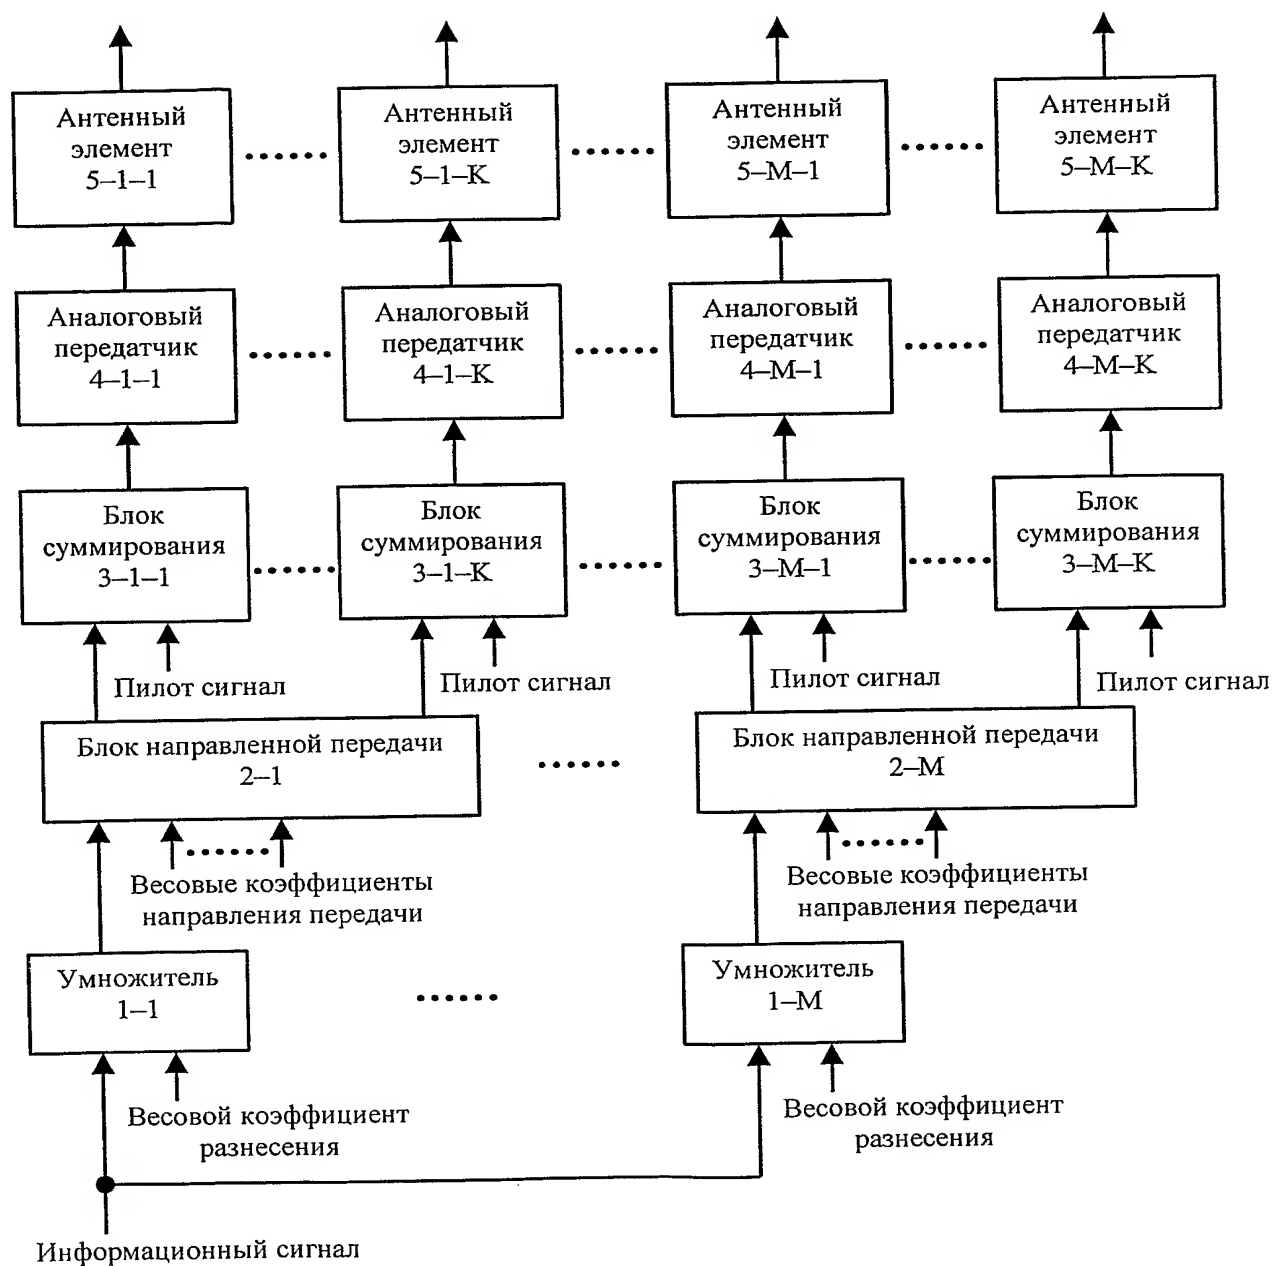 Антенный
элемент
5–1–1
Антенный
элемент
5–1–K
Антенный
элемент
5–M–1
Антенный
элемент
5–M–K
Аналоговый
передатчик
4–1–1
Аналоговый
передатчик
4–1–K
Аналоговый
передатчик
4–M–1
Аналоговый
передатчик
4–M–K
Блок
суммирования
3–1–1
Блок
суммирования
3–1–K
Блок
суммирования
3–M–1
Блок
суммирования
3–M–K
Пилот сигнал
Пилот сигнал
Пилот сигнал
Пилот сигнал
Блок направленной передачи
2–1
Блок направленной передачи
2–M
Весовые коэффициенты
направления передачи
Весовые коэффициенты
направления передачи
Умножитель
1–1
Умножитель
1–M
Весовой коэффициент
разнесения
Весовой коэффициент
разнесения
Информационный сигнал